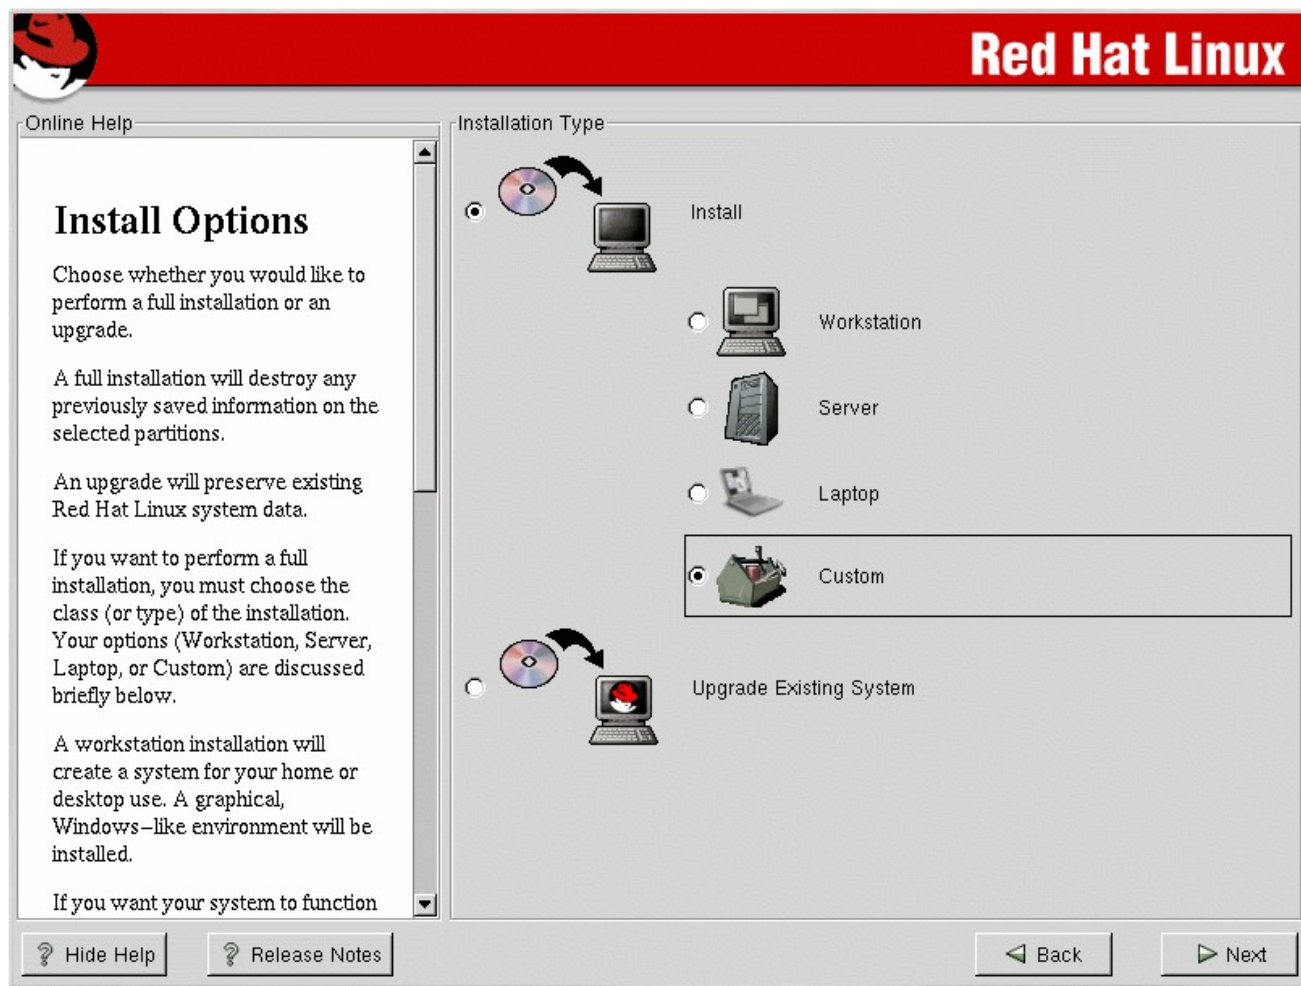 Red Hat Linux
Online Help
Install Options
Choose whether you would like to
perform a full installation or an
upgrade.
A full installation will destroy any
previously saved information on the
selected partitions.
An upgrade will preserve existing
Red Hat Linux system data.
If you want to perform a full
installation, you must choose the
class (or type) of the installation.
Your options (Workstation, Server,
Laptop, or Custom) are discussed
briefly below.
A workstation installation will
create a system for your home or
desktop use. A graphical,
Windows-like environment will be
installed.
If you want your system to function
Installation Type
Install
Workstation
Server
Laptop
Custom
Upgrade Existing System
? Hide Help
? Release Notes
Back
Next